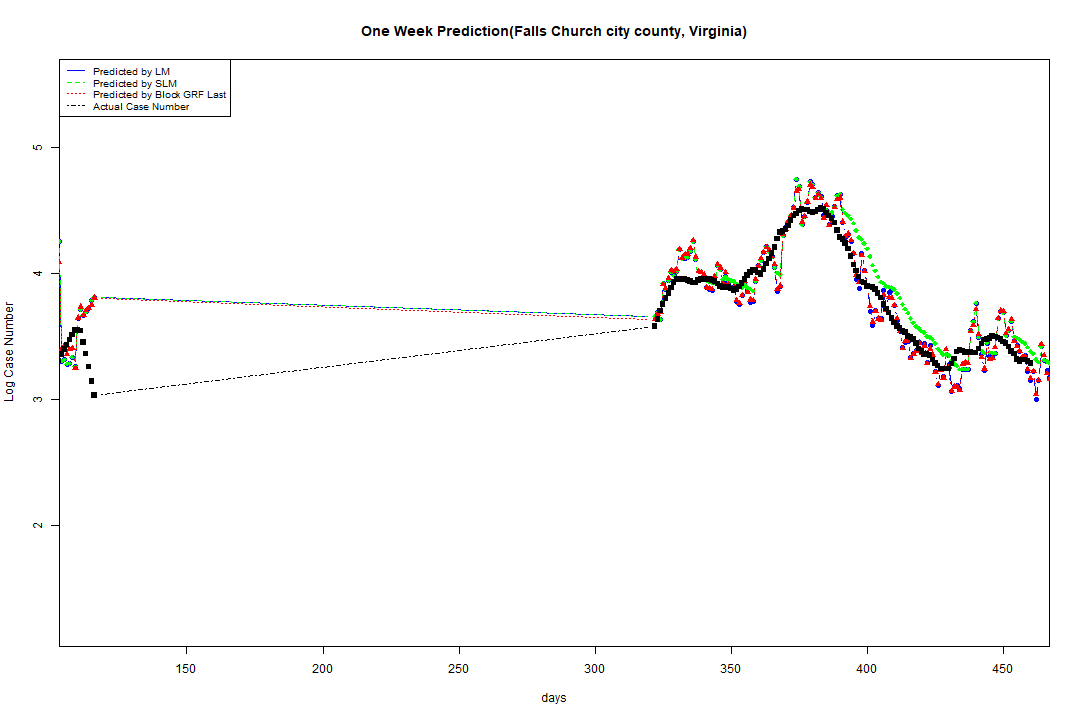 One Week Prediction(Falls Church city county, Virginia)
Predicted by LM
Predicted by SLM
Predicted by Block GRF Last
Actual Case Number
5
4
3
2
Log Case Number
150 200 250 300 350 400 450
days